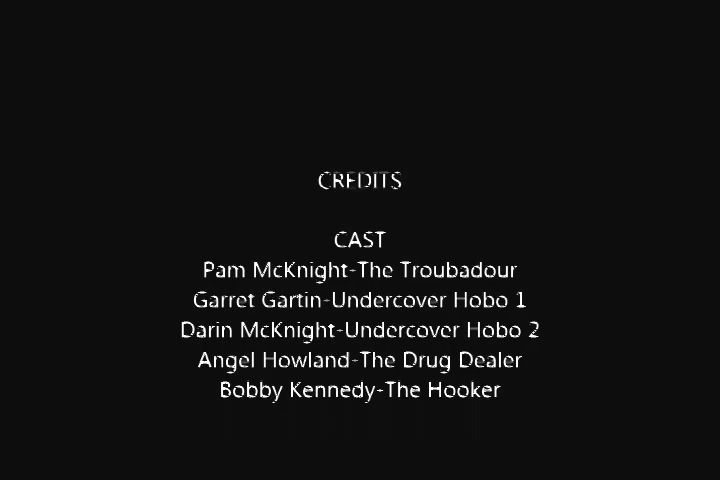 CREDITS
CAST
Pam McKnight-The Troubadour
Garret Gartin-Undercover Hobo 1
Darin McKnight-Undercover Hobo 2
Angel Howland-The Drug Dealer
Bobby Kennedy-The Hooker